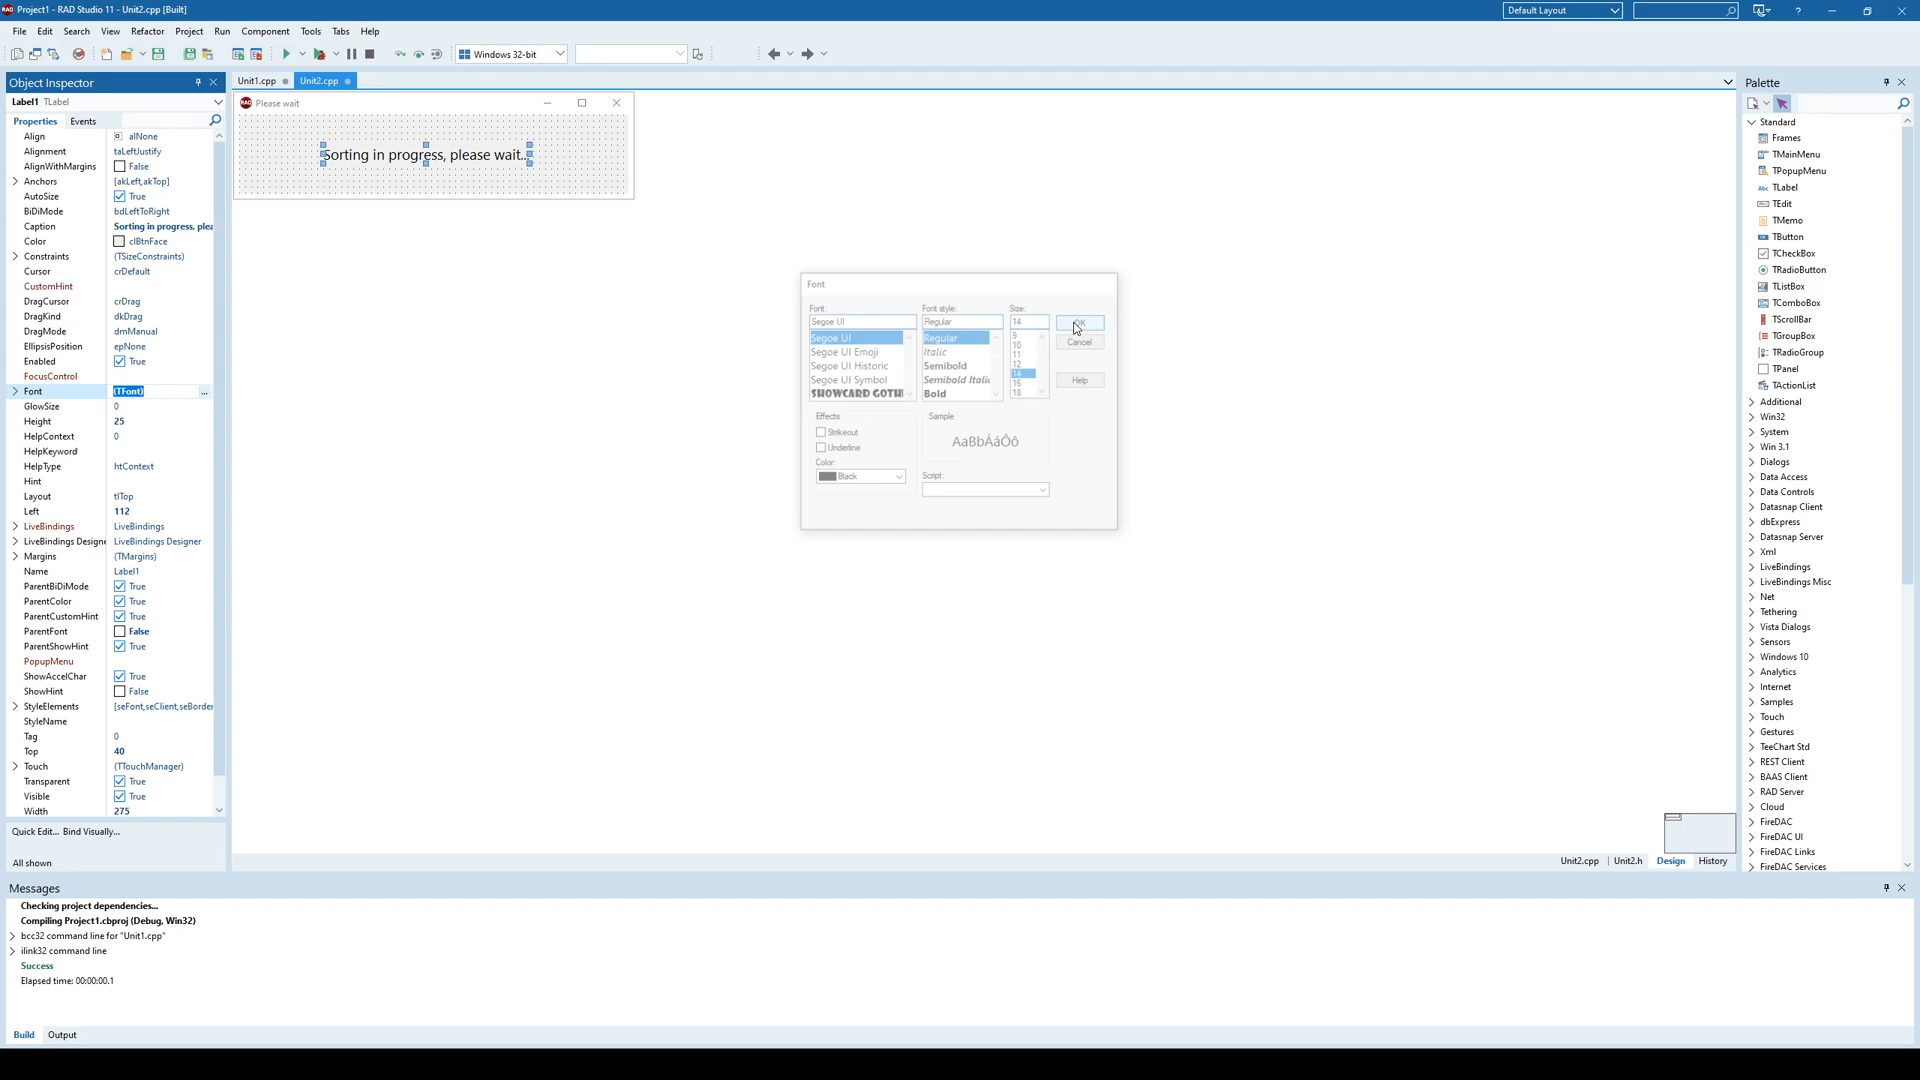 Project1 - RAD Studio 11 - Unit2.cpp [Built]
Default Layout
?
File Edit Search View Refactor Project Run Component Tools Tabs Help
Windows 32-bit
Object Inspector
Label1 TLabel
Properties Events
Align alNone
Alignment taLeftJustify
AlignWithMargins False
Anchors [akLeft,akTop]
AutoSize True
BiDiMode bdLeftToRight
Caption Sorting in progress, plea
Color clBtnFace
Constraints (TSizeConstraints)
Cursor crDefault
CustomHint
DragCursor crDrag
DragKind dkDrag
DragMode dmManual
EllipsisPosition epNone
Enabled True
FocusControl
Font (TFont) ...
GlowSize 0
Height 25
HelpContext 0
HelpKeyword
HelpType htContext
Hint
Layout tlTop
Left 112
LiveBindings LiveBindings
LiveBindings Designe LiveBindings Designer
Margins (TMargins)
Name Label1
ParentBiDiMode True
ParentColor True
ParentCustomHint True
ParentFont False
ParentShowHint True
PopupMenu
ShowAccelChar True
ShowHint False
StyleElements [seFont,seClient,seBorder
StyleName
Tag 0
Top 40
Touch (TTouchManager)
Transparent True
Visible True
Width 275
Quick Edit... Bind Visually...
All shown
Unit1.cpp Unit2.cpp
Please wait
Sorting in progress, please wait...
Font
Font: Font style: Size:
Segoe UI Regular 14 OK
Segoe UI Regular 9
Segoe UI Emoji Italic 10 Cancel
Segoe UI Historic Semibold 11
Segoe UI Symbol Semibold Itali 12
SHOWCARD GOTH Bold 14
16
18
Help
Effects Sample
Strikeout
Underline AaBbÁáÔô
Color: Script:
Black
Unit2.cpp Unit2.h Design History
Palette
Standard
Frames
TMainMenu
TPopupMenu
Abc TLabel
TEdit
TMemo
TButton
TCheckBox
TRadioButton
TListBox
TComboBox
TScrollBar
TGroupBox
TRadioGroup
TPanel
TActionList
Additional
Win32
System
Win 3.1
Dialogs
Data Access
Data Controls
Datasnap Client
dbExpress
Datasnap Server
Xml
LiveBindings
LiveBindings Misc
Net
Tethering
Vista Dialogs
Sensors
Windows 10
Analytics
Internet
Samples
Touch
Gestures
TeeChart Std
REST Client
BAAS Client
RAD Server
Cloud
FireDAC
FireDAC UI
FireDAC Links
FireDAC Services
Messages
Checking project dependencies...
Compiling Project1.cbproj (Debug, Win32)
bcc32 command line for "Unit1.cpp"
ilink32 command line
Success
Elapsed time: 00:00:00.1
Build Output